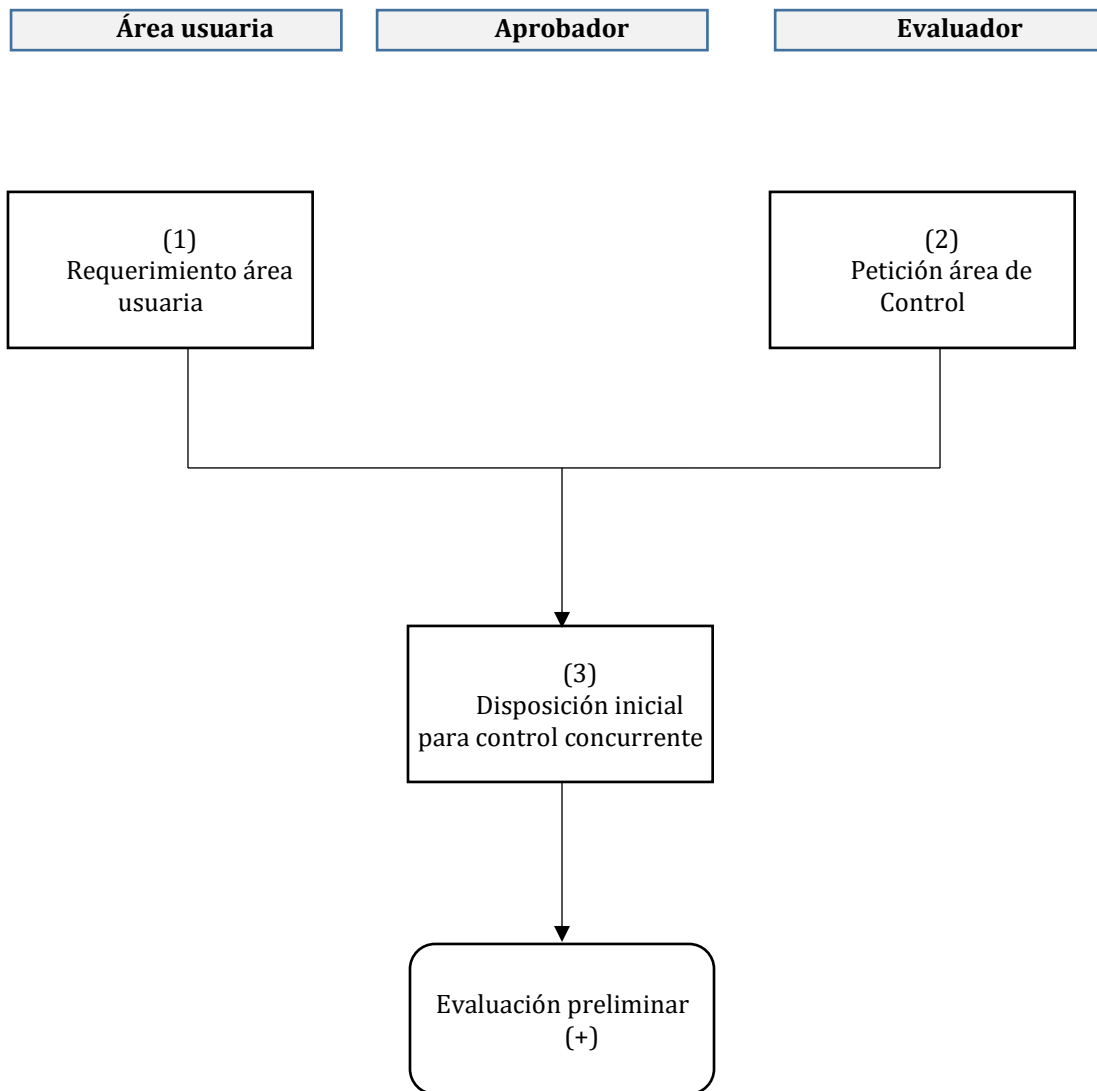 Área usuaria
Aprobador
Evaluador
(1)
Requerimiento área
usuaria
(2)
Petición área de
Control
(3)
Disposición inicial
para control concurrente
Evaluación preliminar
(+)